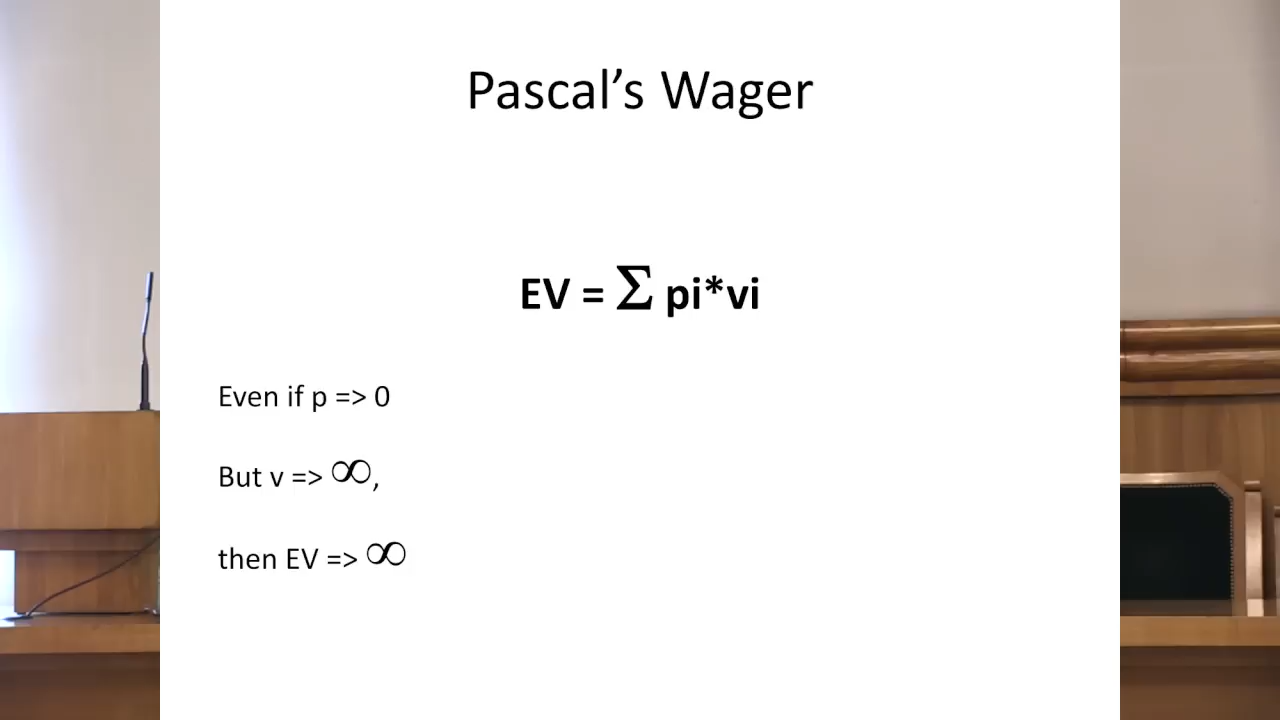 Pascal’s Wager
EV = Σ pi*vi
Even if p => 0
But v => ∞,
then EV => ∞